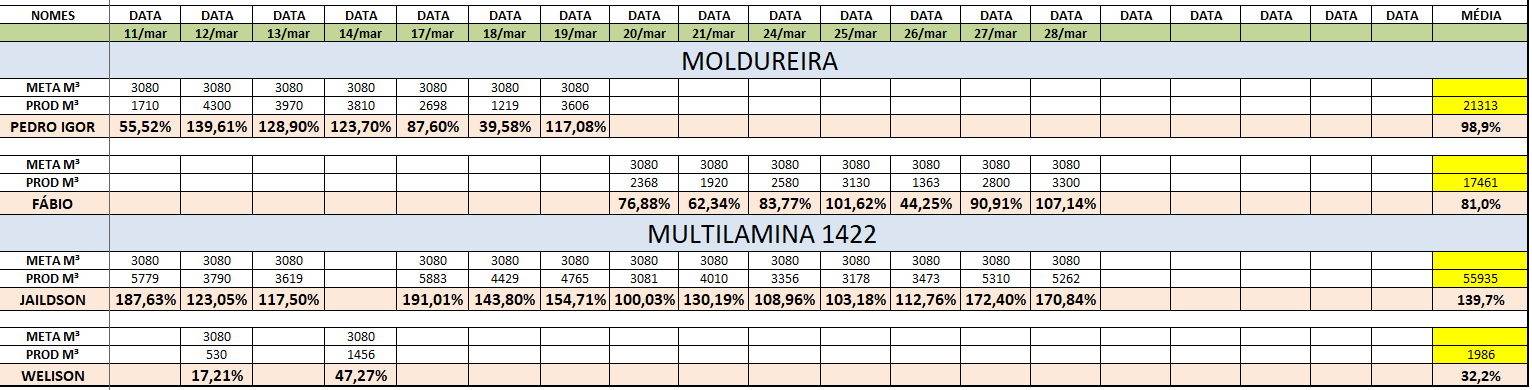 NOMES DATA DATA DATA DATA DATA DATA DATA DATA DATA DATA DATA DATA DATA DATA DATA DATA DATA DATA DATA MÉDIA
11/mar 12/mar 13/mar 14/mar 17/mar 18/mar 19/mar 20/mar 21/mar 24/mar 25/mar 26/mar 27/mar 28/mar
MOLDUREIRA
META M³ 3080 3080 3080 3080 3080 3080 3080
PROD M³ 1710 4300 3970 3810 2698 1219 3606 21313
PEDRO IGOR 55,52% 139,61% 128,90% 123,70% 87,60% 39,58% 117,08% 98,9%
META M³ 3080 3080 3080 3080 3080 3080 3080
PROD M³ 2368 1920 2580 3130 1363 2800 3300 17461
FÁBIO 76,88% 62,34% 83,77% 101,62% 44,25% 90,91% 107,14% 81,0%
MULTILAMINA 1422
META M³ 3080 3080 3080 3080 3080 3080 3080 3080 3080 3080 3080 3080 3080
PROD M³ 5779 3790 3619 5883 4429 4765 3081 4010 3356 3178 3473 5310 5262 55935
JAILDSON 187,63% 123,05% 117,50% 191,01% 143,80% 154,71% 100,03% 130,19% 108,96% 103,18% 112,76% 172,40% 170,84% 139,7%
META M³ 3080 3080
PROD M³ 530 1456 1986
WELISON 17,21% 47,27% 32,2%